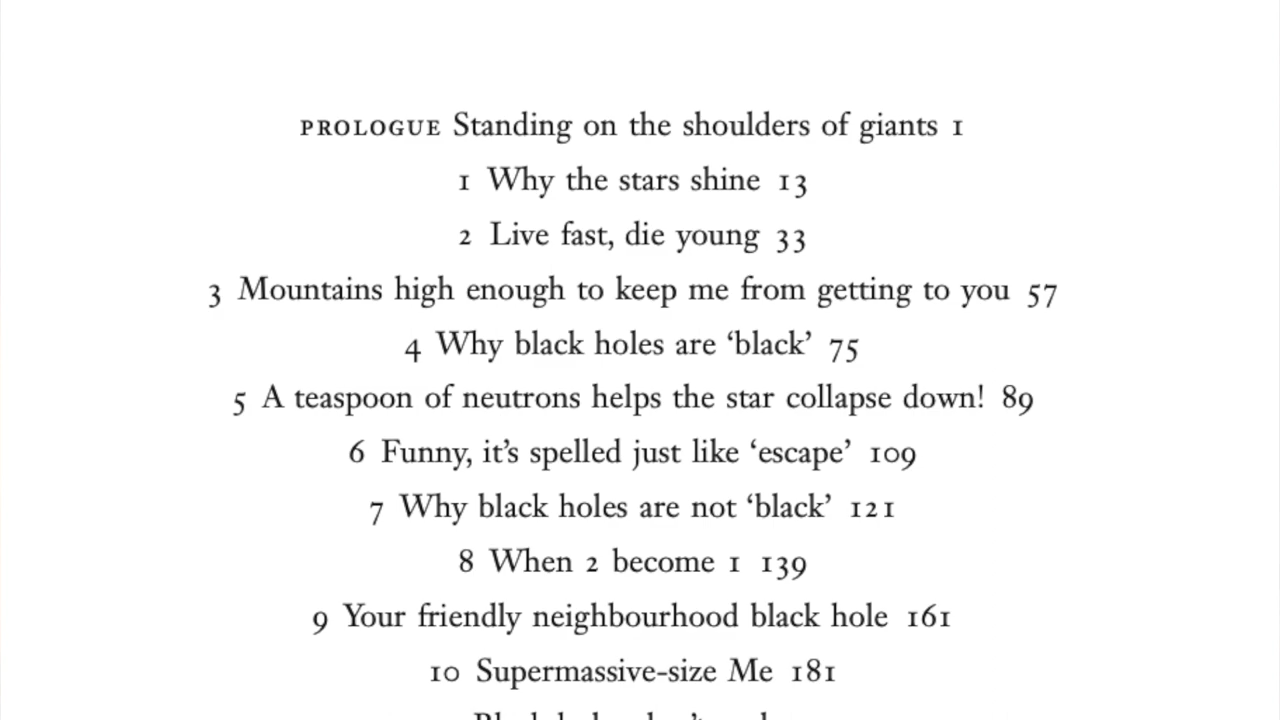 PROLOGUE Standing on the shoulders of giants 1
1 Why the stars shine 13
2 Live fast, die young 33
3 Mountains high enough to keep me from getting to you 57
4 Why black holes are ‘black’ 75
5 A teaspoon of neutrons helps the star collapse down! 89
6 Funny, it’s spelled just like ‘escape’ 109
7 Why black holes are not ‘black’ 121
8 When 2 become 1 139
9 Your friendly neighbourhood black hole 161
10 Supermassive-size Me 181